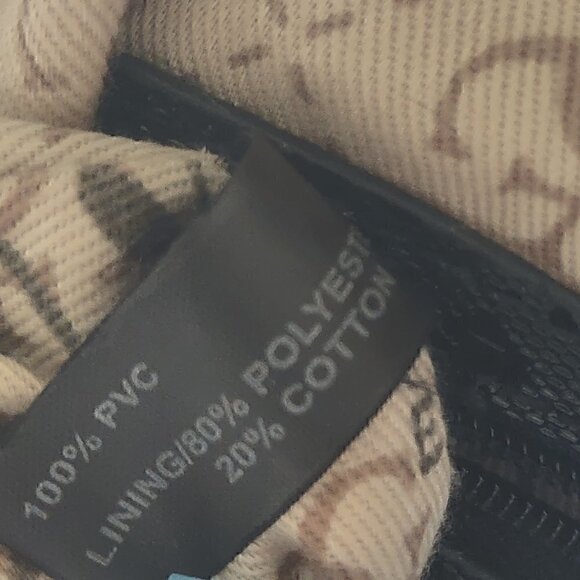 100% PVC
LINING/80% POLYEST
20% COTTON